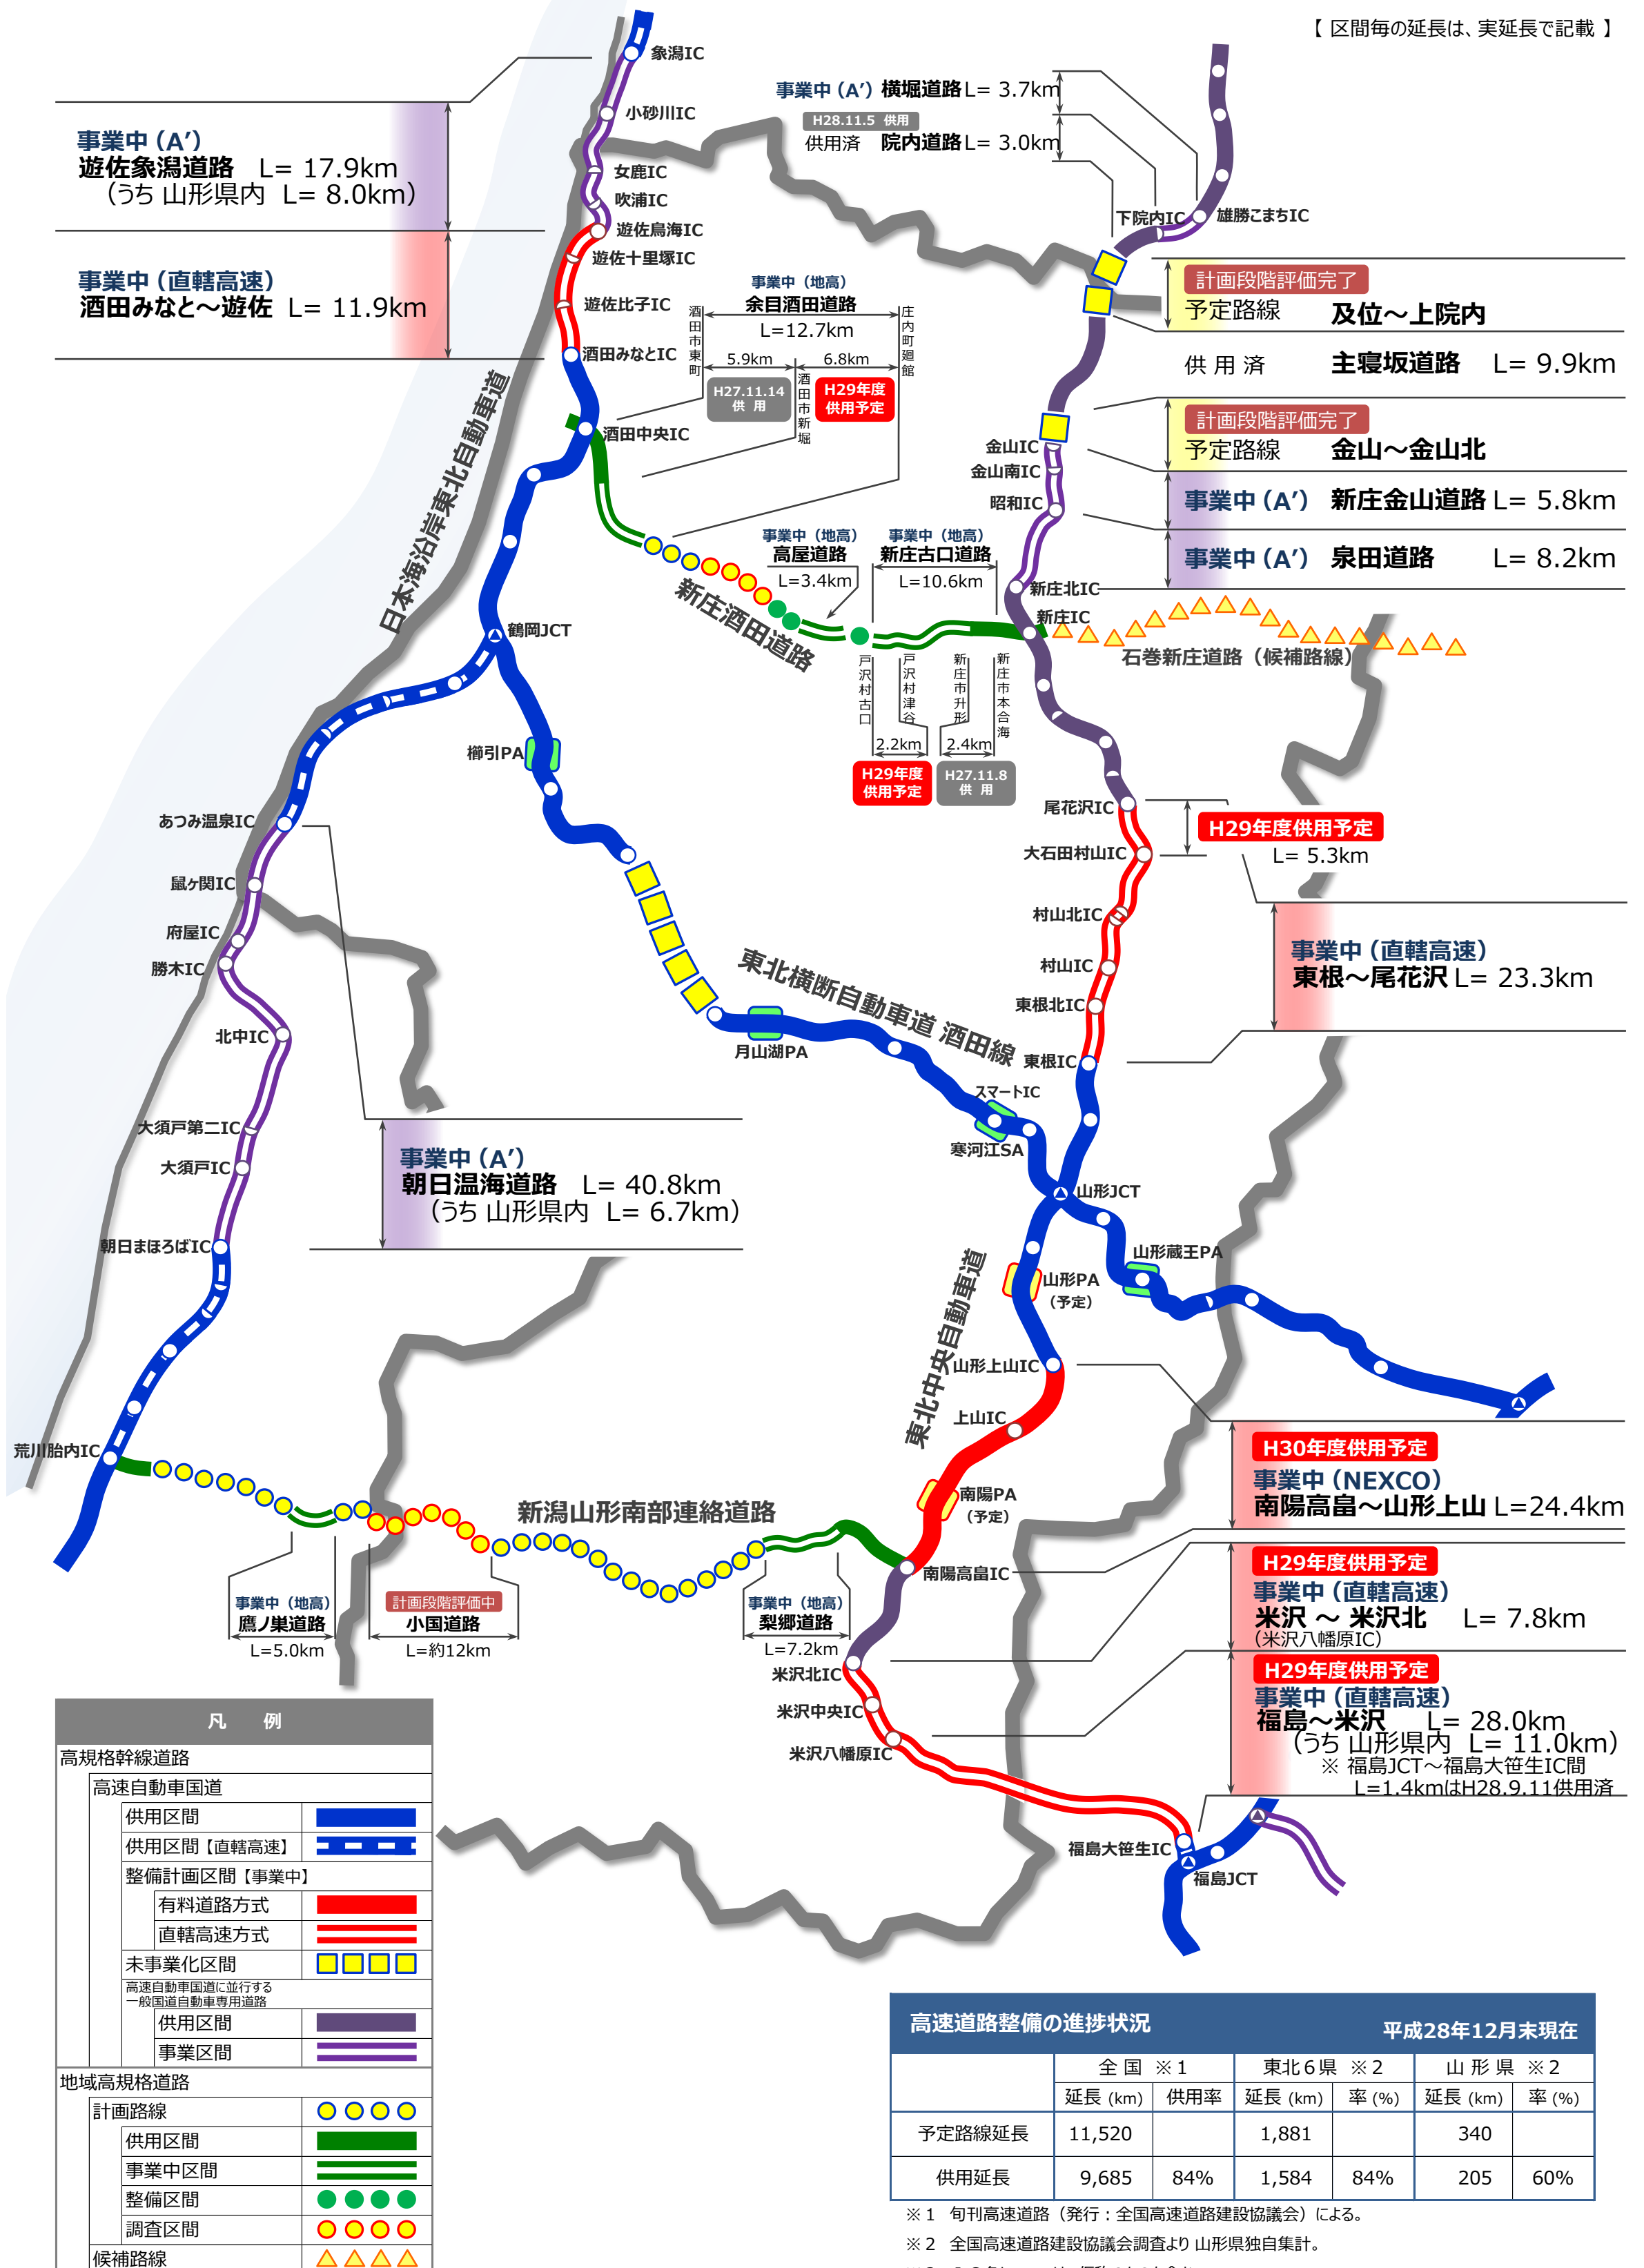 【 区間毎の延長は、実延長で記載 】
象潟IC
小砂川IC
女鹿IC
吹浦IC
遊佐鳥海IC
遊佐十里塚IC
遊佐比子IC
酒田みなとIC
酒田中央IC
事業中（A’）
遊佐象潟道路 L= 17.9km
（うち 山形県内 L= 8.0km）
事業中（直轄高速）
酒田みなと～遊佐 L= 11.9km
事業中（A’） 横堀道路 L= 3.7km
H28.11.5 供用
供用済 院内道路 L= 3.0km
下院内IC
雄勝こまちIC
計画段階評価完了
予定路線 及位～上院内
供 用 済 主寝坂道路 L= 9.9km
計画段階評価完了
予定路線 金山～金山北
事業中（A’） 新庄金山道路 L= 5.8km
事業中（A’） 泉田道路 L= 8.2km
金山IC
金山南IC
昭和IC
新庄北IC
新庄IC
事業中（地高）
余目酒田道路
L=12.7km
酒田市東町
庄内町廻館
5.9km
6.8km
H27.11.14
供 用
酒田市新堀
H29年度
供用予定
日本海沿岸東北自動車道
事業中（地高）
高屋道路
L=3.4km
事業中（地高）
新庄古口道路
L=10.6km
新庄酒田道路
石巻新庄道路（候補路線）
戸沢村古口
戸沢村津谷
新庄市升形
新庄市本合海
2.2km
2.4km
H29年度
供用予定
H27.11.8
供 用
鶴岡JCT
櫛引PA
あつみ温泉IC
鼠ヶ関IC
府屋IC
勝木IC
北中IC
大須戸第二IC
大須戸IC
朝日まほろばIC
荒川胎内IC
尾花沢IC
大石田村山IC
村山北IC
村山IC
東根北IC
東根IC
H29年度供用予定
L= 5.3km
事業中（直轄高速）
東根～尾花沢 L= 23.3km
東北横断自動車道 酒田線
月山湖PA
スマートIC
寒河江SA
山形JCT
山形蔵王PA
山形PA
（予定）
事業中（A’）
朝日温海道路 L= 40.8km
（うち 山形県内 L= 6.7km）
東北中央自動車道
山形上山IC
上山IC
南陽PA
（予定）
南陽高畠IC
H30年度供用予定
事業中（NEXCO）
南陽高畠～山形上山 L=24.4km
H29年度供用予定
事業中（直轄高速）
米沢 ～ 米沢北 L= 7.8km
（米沢八幡原IC）
H29年度供用予定
事業中（直轄高速）
福島～米沢 L= 28.0km
（うち 山形県内 L= 11.0km）
※ 福島JCT～福島大笹生IC間
L=1.4kmはH28.9.11供用済
新潟山形南部連絡道路
事業中（地高）
鷹ノ巣道路
L=5.0km
計画段階評価中
小国道路
L=約12km
事業中（地高）
梨郷道路
L=7.2km
米沢北IC
米沢中央IC
米沢八幡原IC
福島大笹生IC
福島JCT
凡 例
高規格幹線道路
高速自動車国道
供用区間
供用区間【直轄高速】
整備計画区間【事業中】
有料道路方式
直轄高速方式
未事業化区間
高速自動車国道に並行する
一般国道自動車専用道路
供用区間
事業区間
地域高規格道路
計画路線
供用区間
事業中区間
整備区間
調査区間
候補路線
高速道路整備の進捗状況 平成28年12月末現在
全 国 ※１ 東北６県 ※２ 山 形 県 ※２
延長 (km) 供用率 延長 (km) 率 (%) 延長 (km) 率 (%)
予定路線延長 11,520 1,881 340
供用延長 9,685 84% 1,584 84% 205 60%
※１ 旬刊高速道路（発行：全国高速道路建設協議会）による。
※２ 全国高速道路建設協議会調査より 山形県独自集計。